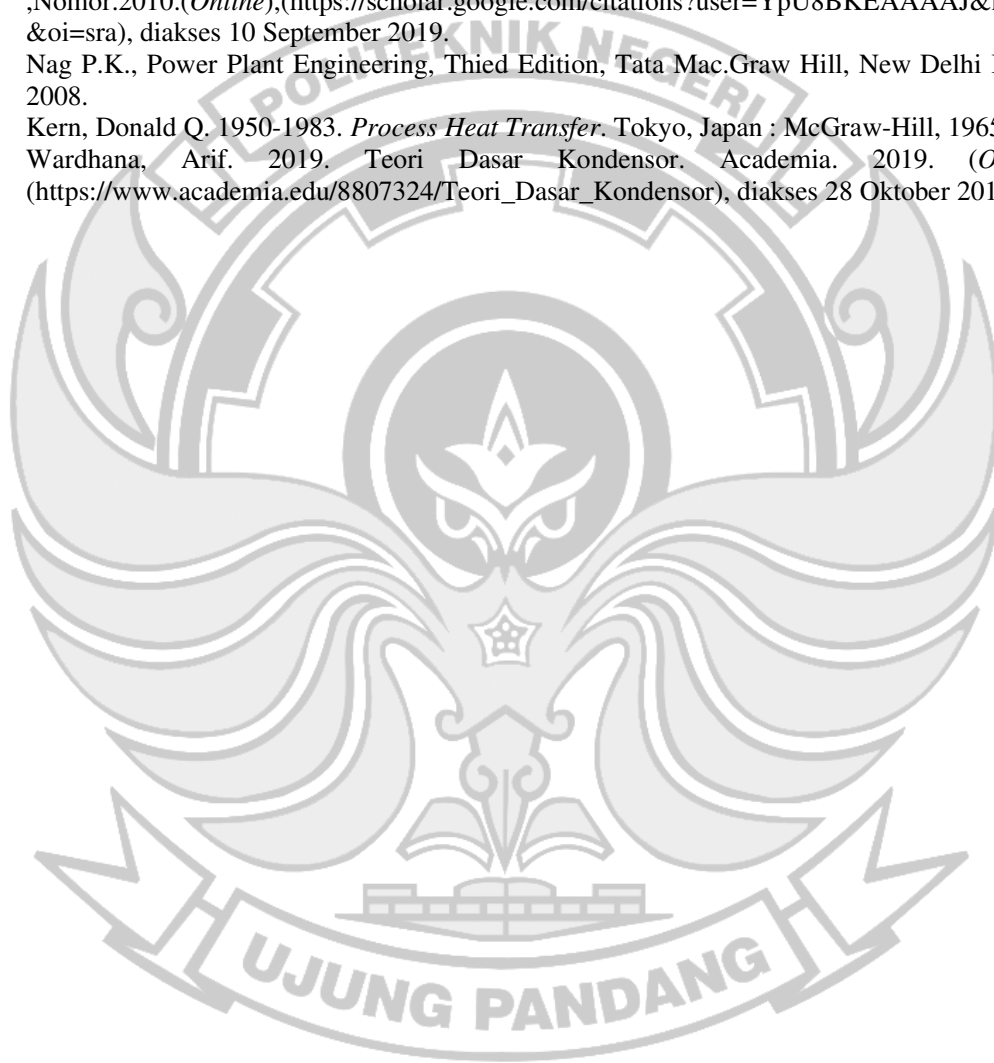 ,Nomor.2010.(Online),(https://scholar.google.com/citations?user=YpU8BKEAAAAJ&
&oi=sra), diakses 10 September 2019.
Nag P.K., Power Plant Engineering, Thied Edition, Tata Mac.Graw Hill, New Delhi
2008.
Kern, Donald Q. 1950-1983. Process Heat Transfer. Tokyo, Japan : McGraw-Hill, 1965
Wardhana, Arif. 2019. Teori Dasar Kondensor. Academia. 2019. (O
(https://www.academia.edu/8807324/Teori_Dasar_Kondensor), diakses 28 Oktober 201
POLITEKNIK NEGERI
UJUNG PANDANG